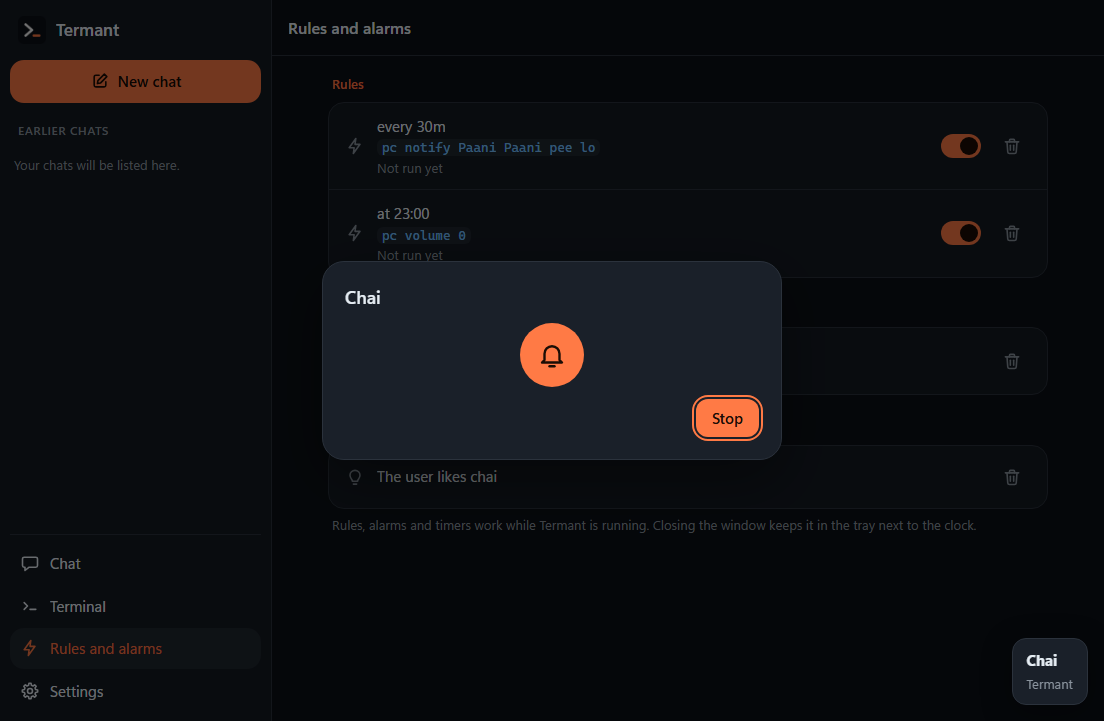 Termant
Rules and alarms
New chat
EARLIER CHATS
Your chats will be listed here.
Rules
every 30m
pc notify Paani Paani pee lo
Not run yet
at 23:00
pc volume 0
Not run yet
Chai
Stop
The user likes chai
Rules, alarms and timers work while Termant is running. Closing the window keeps it in the tray next to the clock.
Chat
Terminal
Rules and alarms
Settings
Chai
Termant